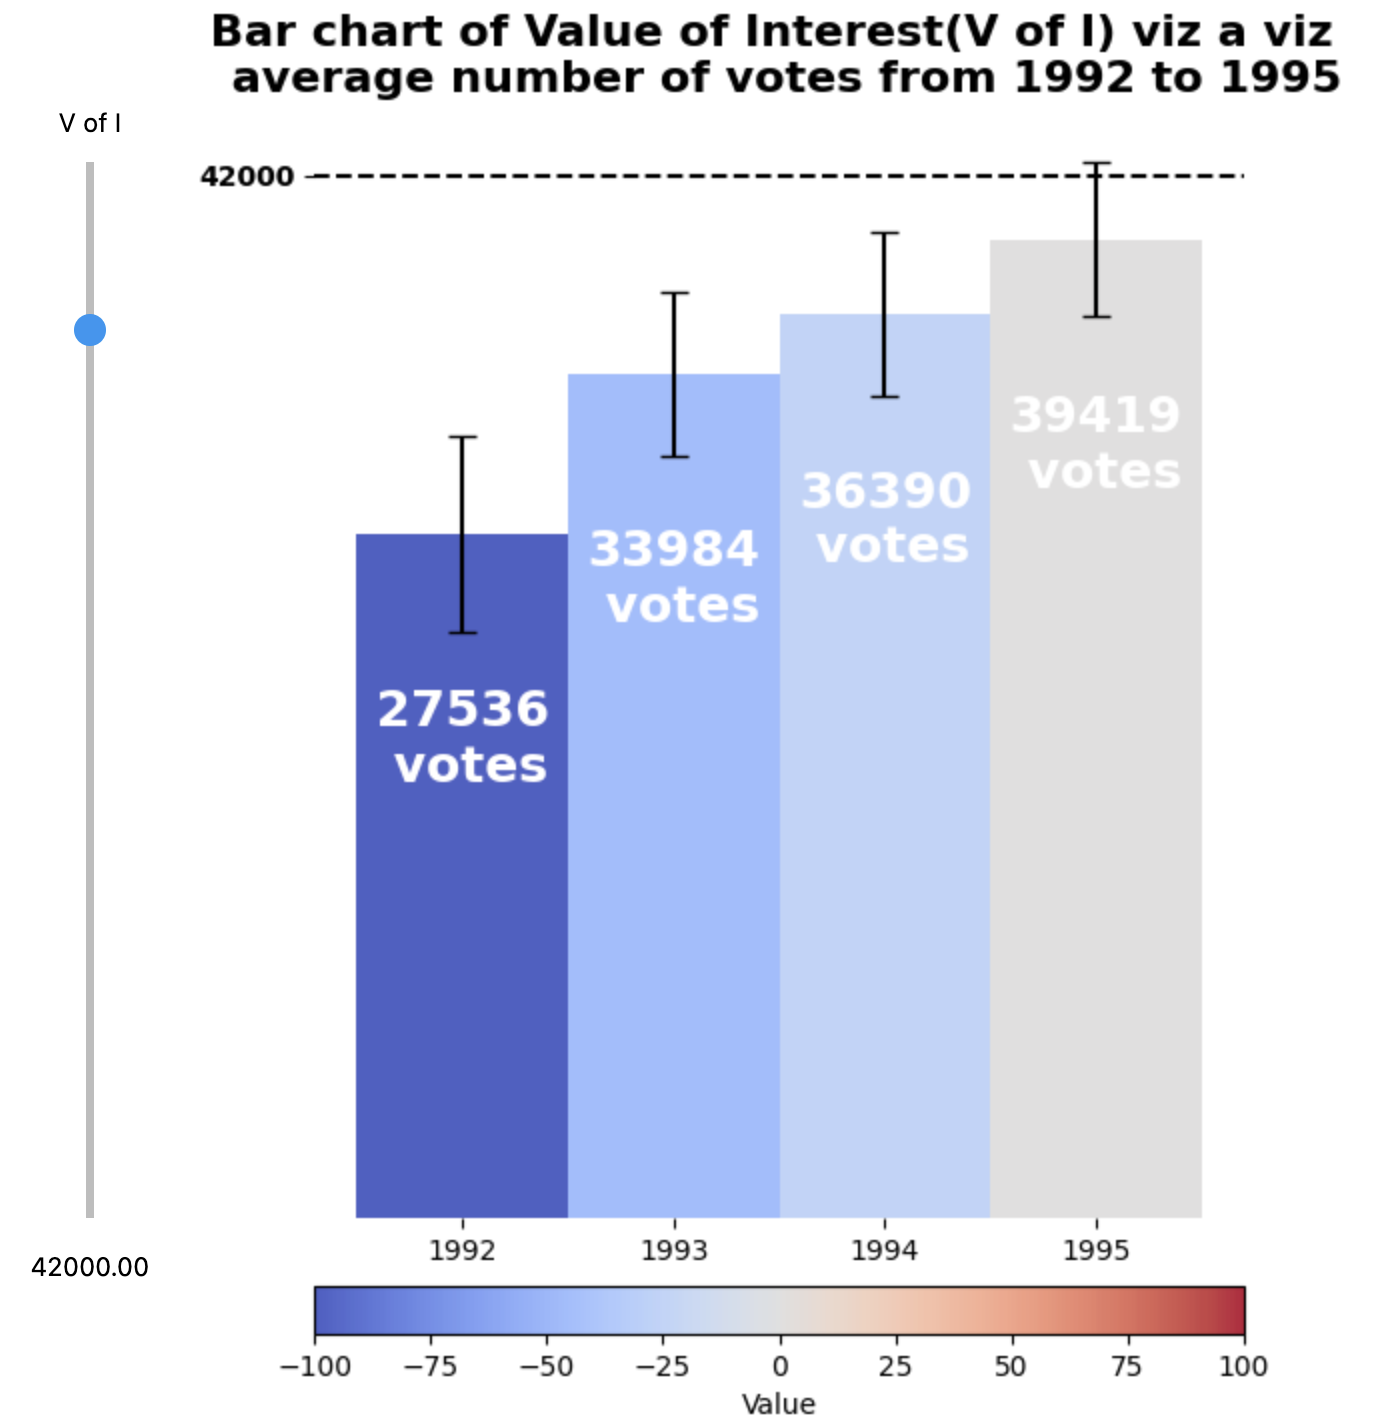 Bar chart of Value of Interest(V of I) viz a viz
average number of votes from 1992 to 1995
V of I
42000
39419
votes
36390
votes
33984
votes
27536
votes
1992 1993 1994 1995
42000.00
−100 −75 −50 −25 0 25 50 75 100
Value